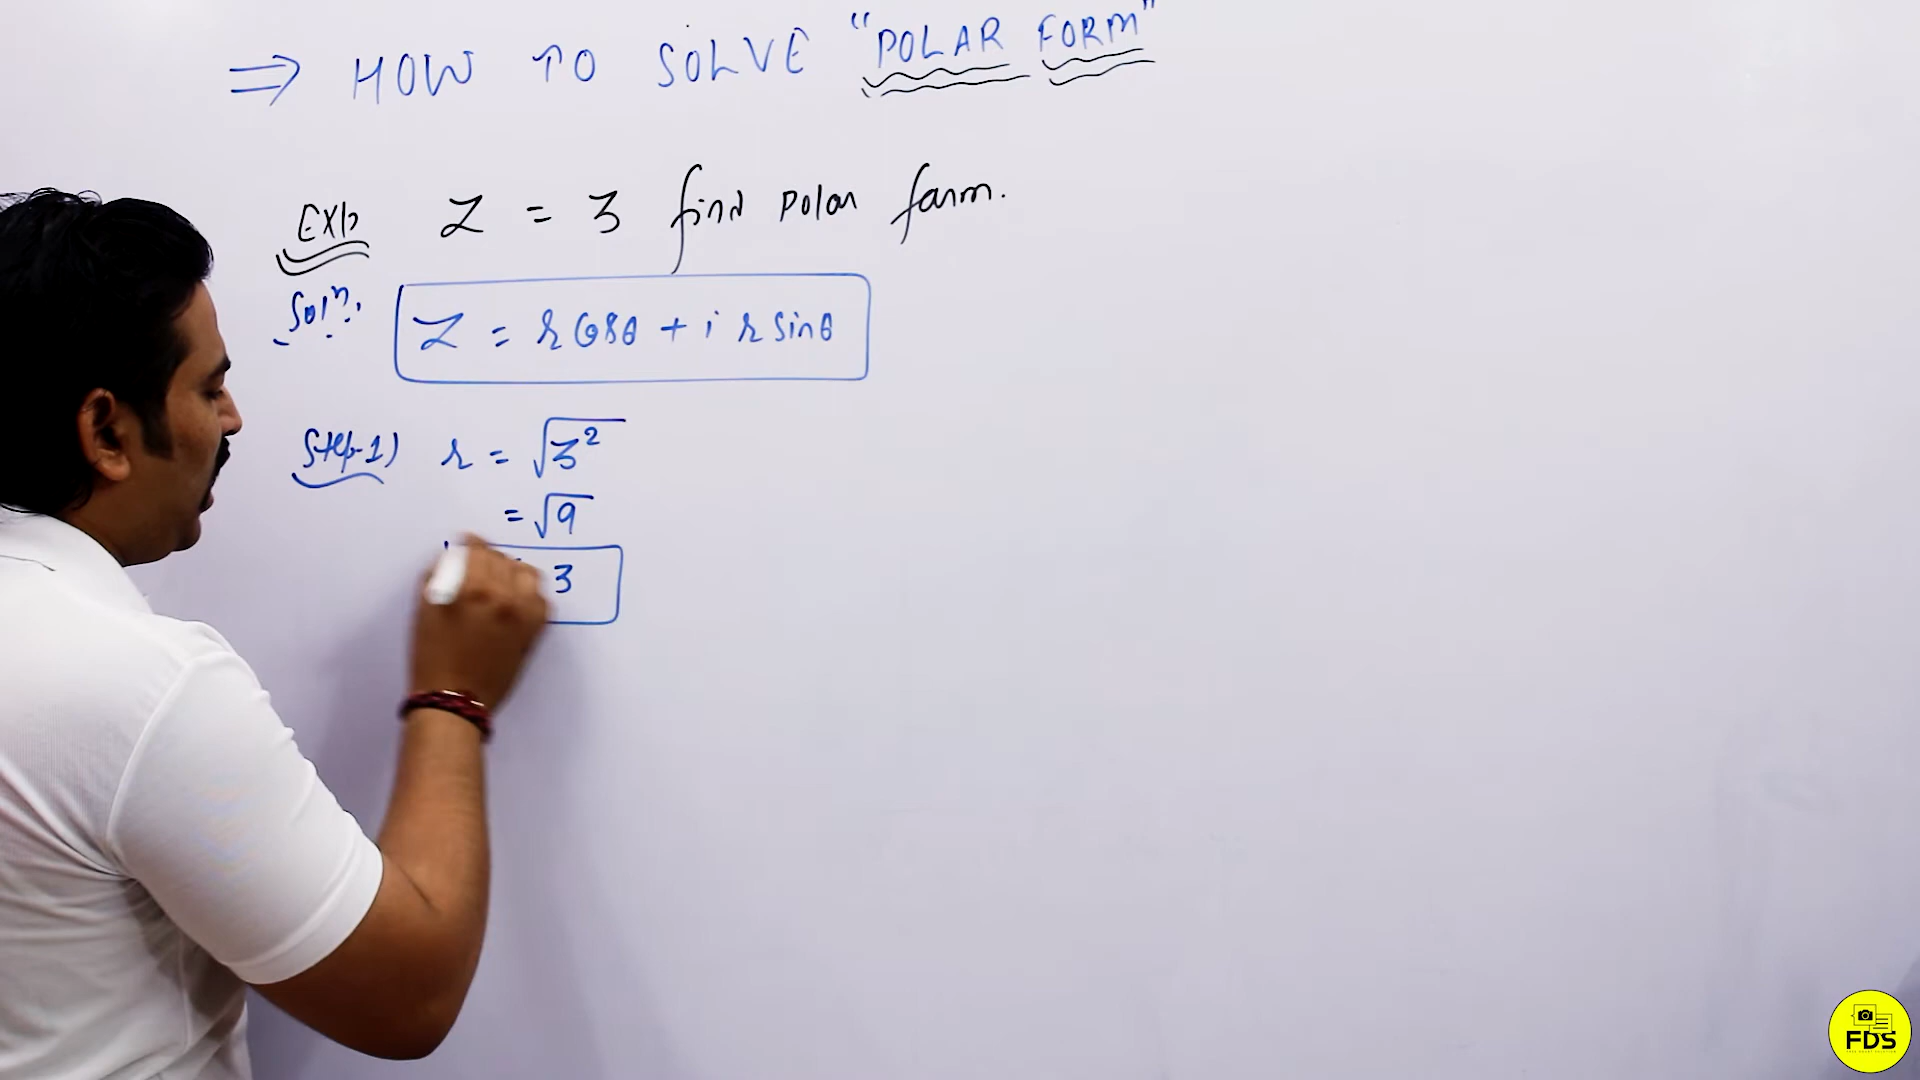 ⇒ HOW TO SOLVE "POLAR FORM"
Exp Z = 3 find polar form.
Solⁿ. Z = r Cosθ + i r sinθ
Step-1) r = √3²
= √9
3
FDS